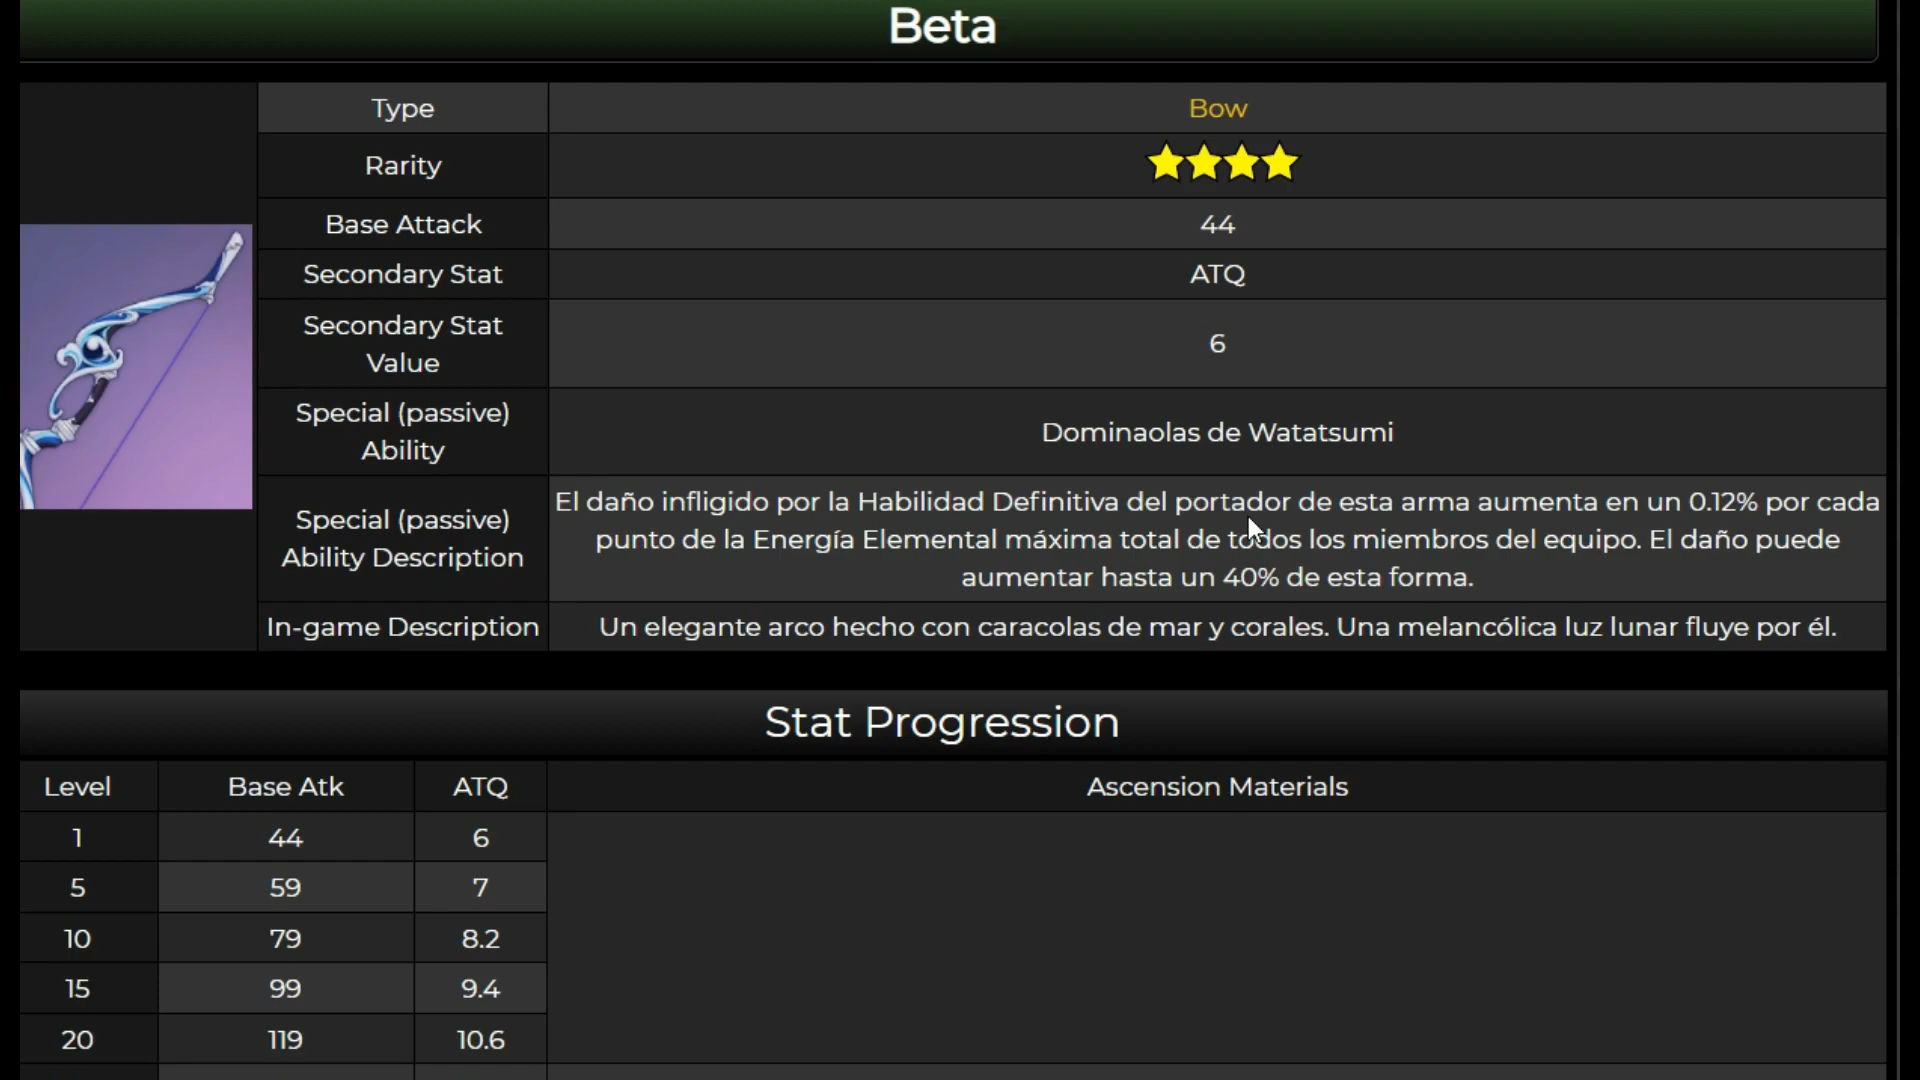 Beta
Type
Bow
Rarity
Base Attack
44
Secondary Stat
ATQ
Secondary Stat
Value
6
Special (passive)
Ability
Dominaolas de Watatsumi
Special (passive)
Ability Description
El daño infligido por la Habilidad Definitiva del portador de esta arma aumenta en un 0.12% por cada
punto de la Energía Elemental máxima total de todos los miembros del equipo. El daño puede
aumentar hasta un 40% de esta forma.
In-game Description
Un elegante arco hecho con caracolas de mar y corales. Una melancólica luz lunar fluye por él.
Stat Progression
Level Base Atk ATQ Ascension Materials
1 44 6
5 59 7
10 79 8.2
15 99 9.4
20 119 10.6